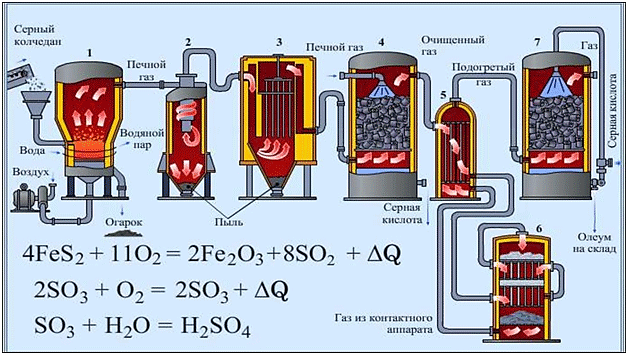 Серный
колчедан
1
Печной
газ
2
3
Печной газ
4
Очищенный
газ
Подогретый
газ
5
7
Газ
Серная кислота
Вода
Водяной
пар
Воздух
Огарок
Пыль
Серная
кислота
6
Олеум
на склад
Газ из контактного
аппарата
4FeS₂ + 11O₂ = 2Fe₂O₃+8SO₂ + ΔQ
2SO₃ + O₂ = 2SO₃ + ΔQ
SO₃ + H₂O = H₂SO₄